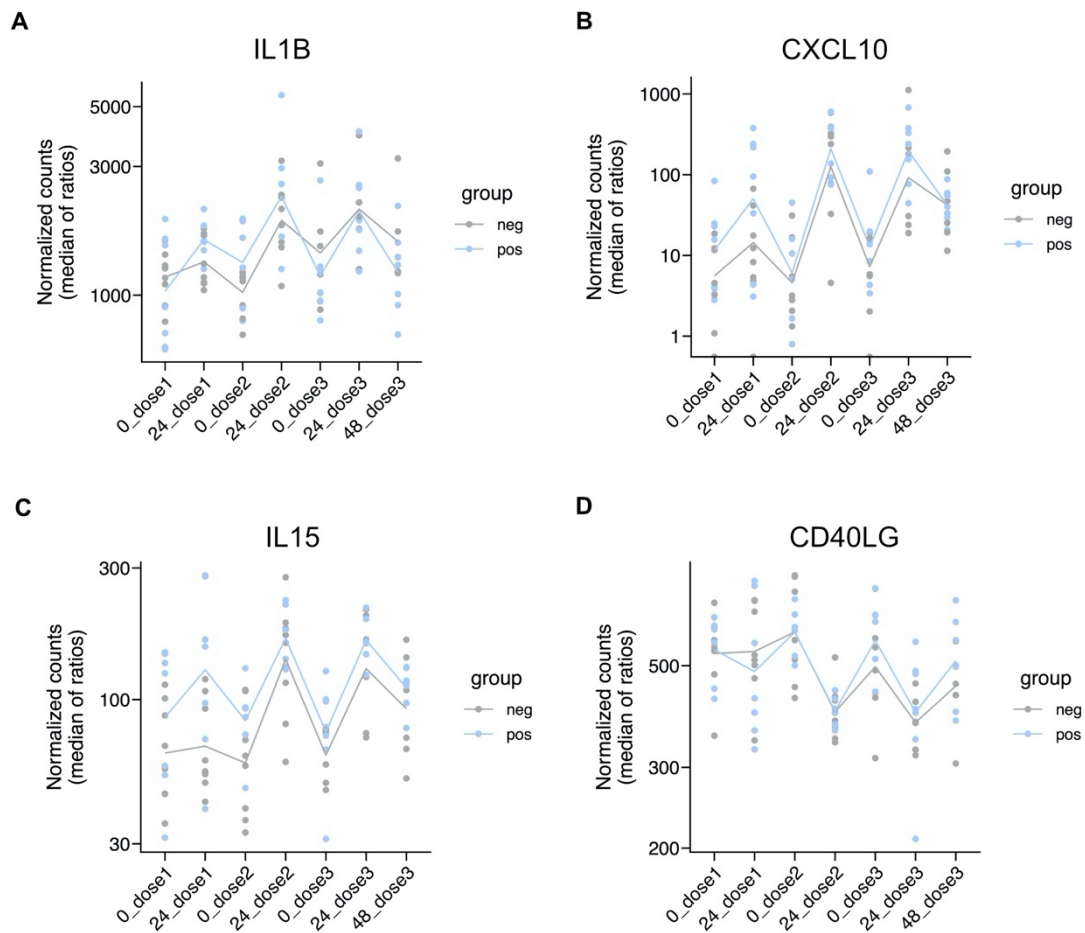 A
IL1B
Normalized counts
(median of ratios)
5000
3000
1000
0_dose1
24_dose1
0_dose2
24_dose2
0_dose3
24_dose3
48_dose3
group
neg
pos
B
CXCL10
Normalized counts
(median of ratios)
1000
100
10
1
0_dose1
24_dose1
0_dose2
24_dose2
0_dose3
24_dose3
48_dose3
group
neg
pos
C
IL15
Normalized counts
(median of ratios)
300
100
30
0_dose1
24_dose1
0_dose2
24_dose2
0_dose3
24_dose3
48_dose3
group
neg
pos
D
CD40LG
Normalized counts
(median of ratios)
500
300
200
0_dose1
24_dose1
0_dose2
24_dose2
0_dose3
24_dose3
48_dose3
group
neg
pos